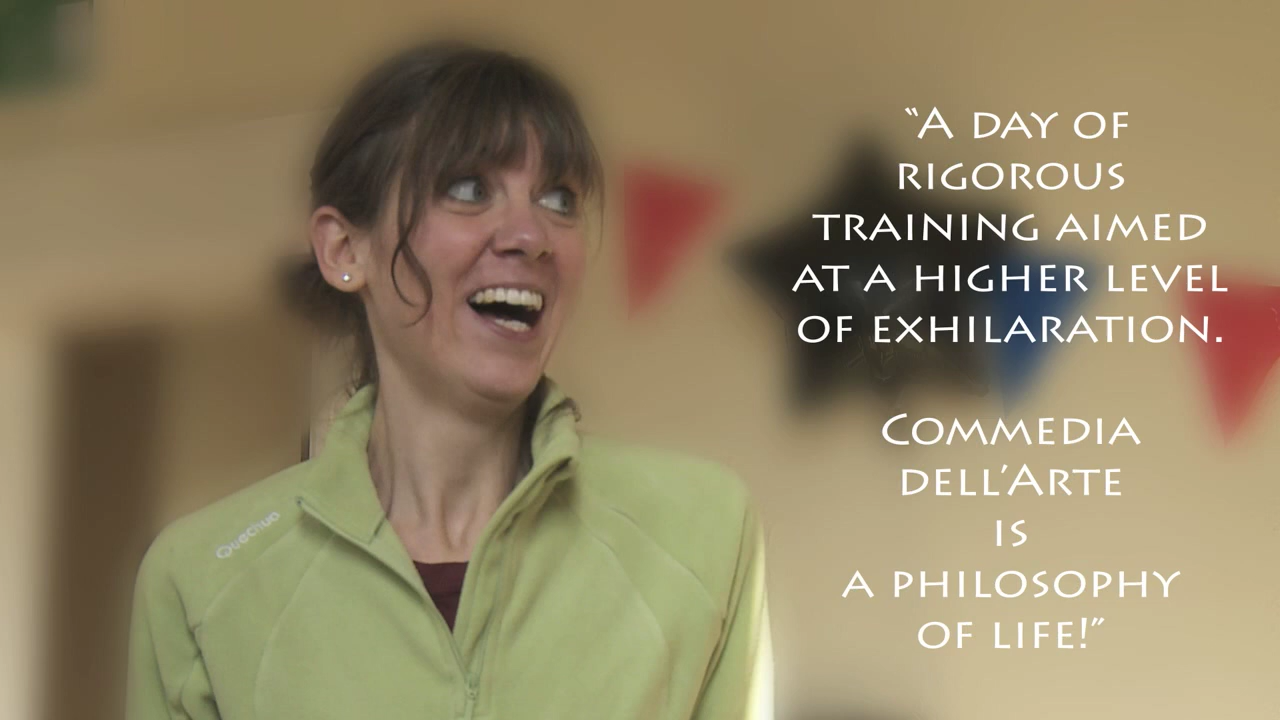 “A DAY OF
RIGOROUS
TRAINING AIMED
AT A HIGHER LEVEL
OF EXHILARATION.
COMMEDIA
DELL’ARTE
IS
A PHILOSOPHY
OF LIFE!”
Quechua